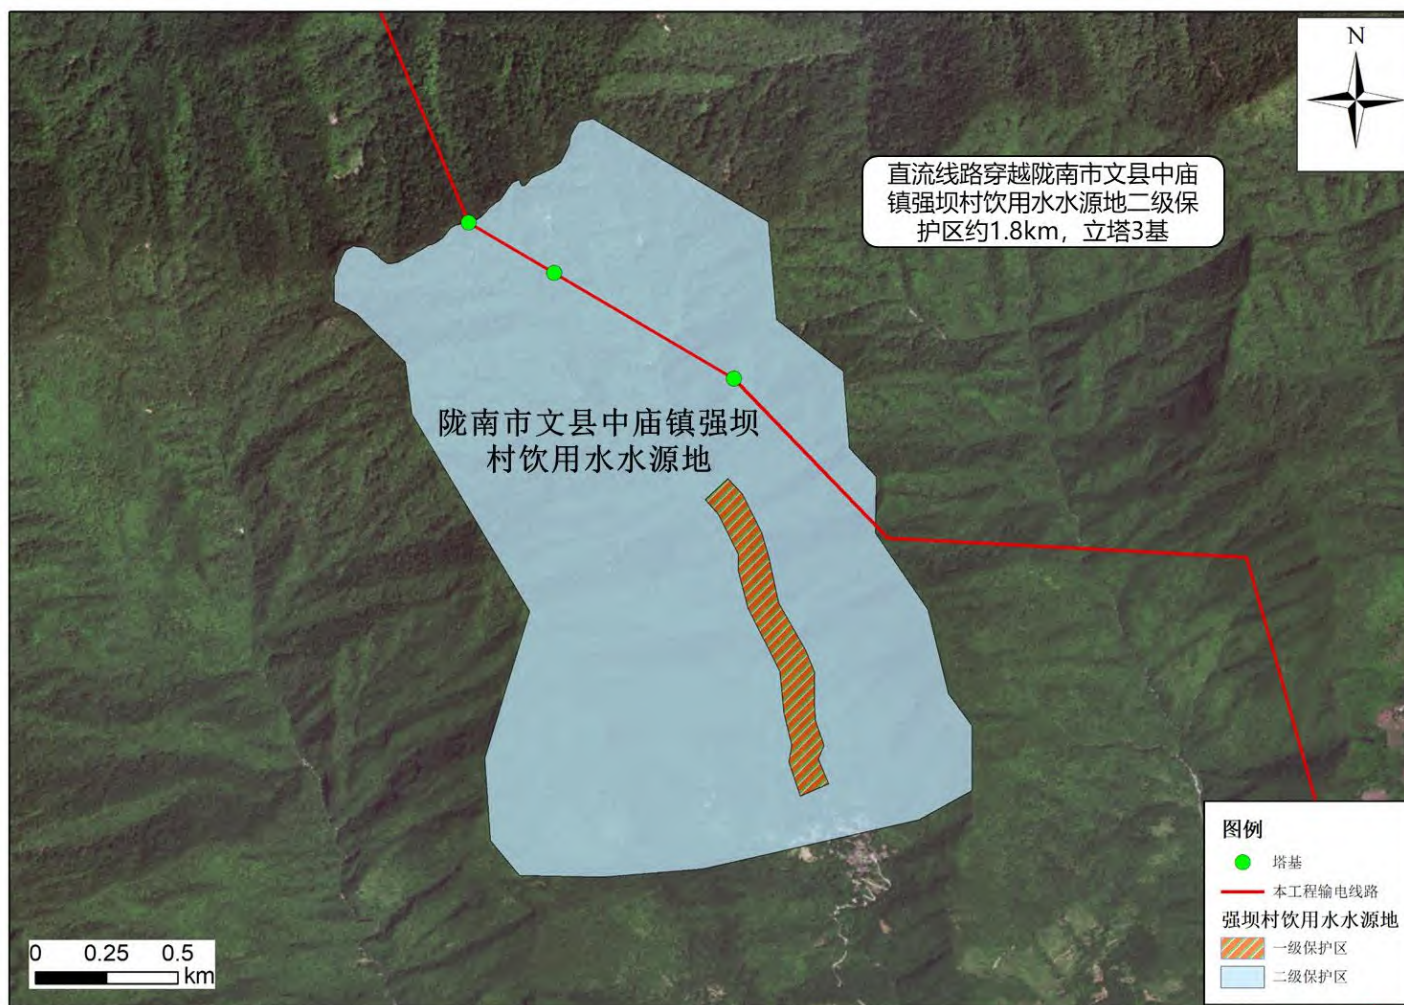 N
直流线路穿越陇南市文县中庙
镇强坝村饮用水水源地二级保
护区约1.8km，立塔3基
陇南市文县中庙镇强坝
村饮用水水源地
图例
塔基
本工程输电线路
强坝村饮用水水源地
一级保护区
二级保护区
0 0.25 0.5
km